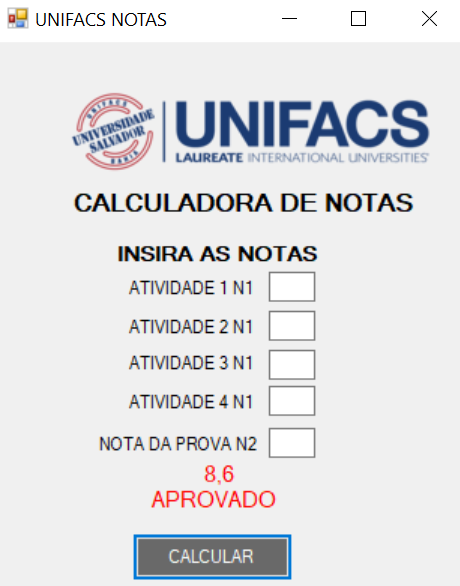 UNIFACS NOTAS
UNIFACS
UNIVERSIDADE
SALVADOR
BAHIA
UNIFACS
LAUREATE INTERNATIONAL UNIVERSITIES
CALCULADORA DE NOTAS
INSIRA AS NOTAS
ATIVIDADE 1 N1
ATIVIDADE 2 N1
ATIVIDADE 3 N1
ATIVIDADE 4 N1
NOTA DA PROVA N2
8,6
APROVADO
CALCULAR